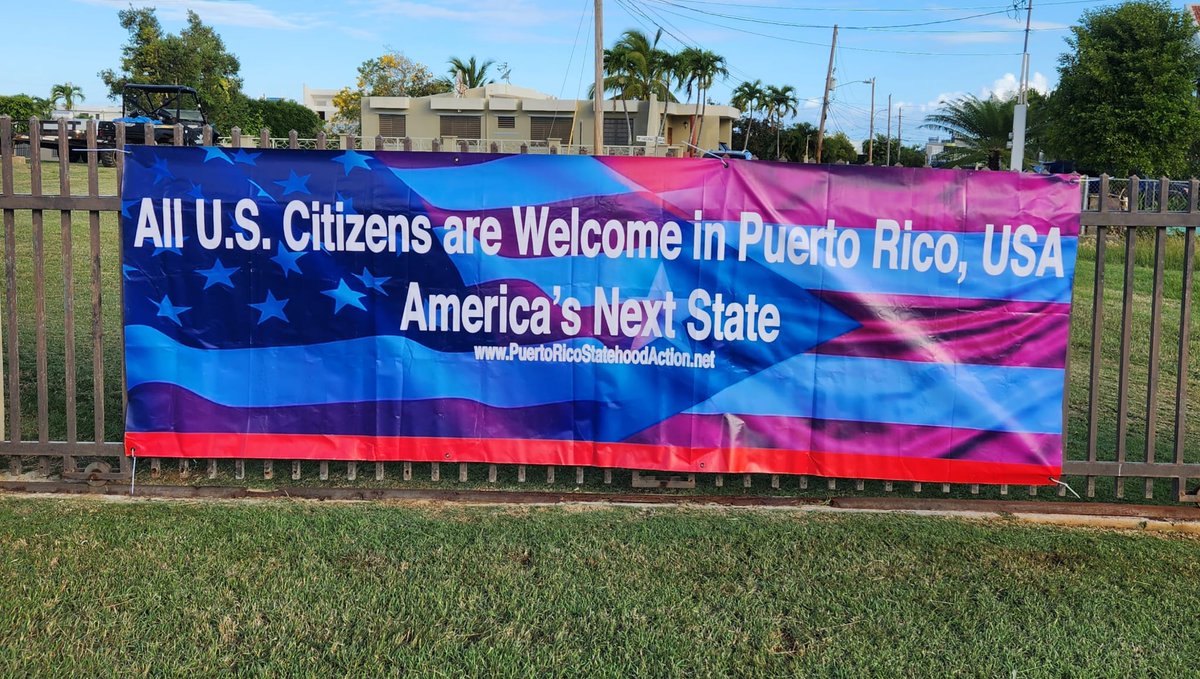 All U.S. Citizens are Welcome in Puerto Rico, USA
America's Next State
www.PuertoRicoStatehoodAction.net